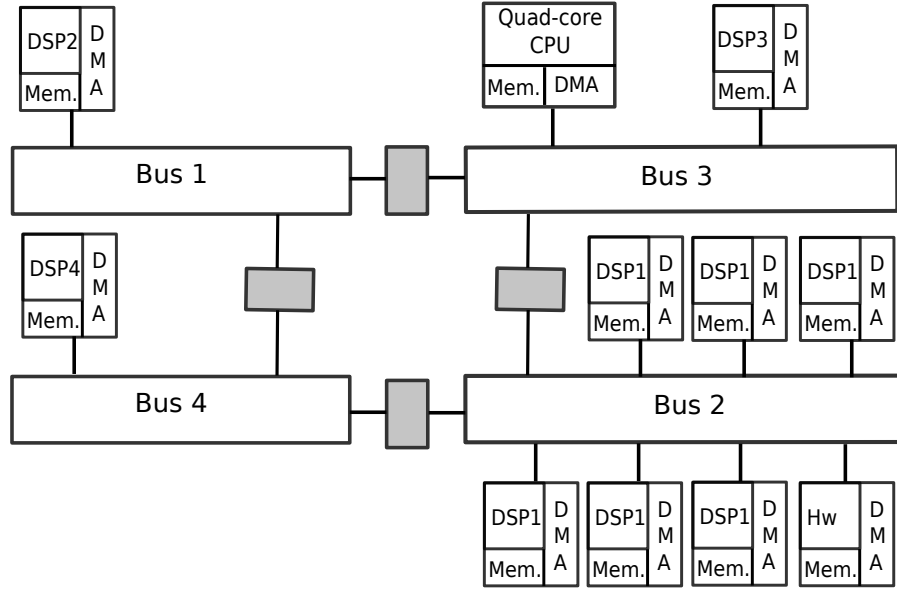 DSP2
Mem.
D
M
A
Quad-core
CPU
Mem.
DMA
DSP3
Mem.
D
M
A
Bus 1
Bus 3
DSP4
Mem.
D
M
A
DSP1
Mem.
D
M
A
DSP1
Mem.
D
M
A
DSP1
Mem.
D
M
A
Bus 4
Bus 2
DSP1
Mem.
D
M
A
DSP1
Mem.
D
M
A
DSP1
Mem.
D
M
A
Hw
Mem.
D
M
A